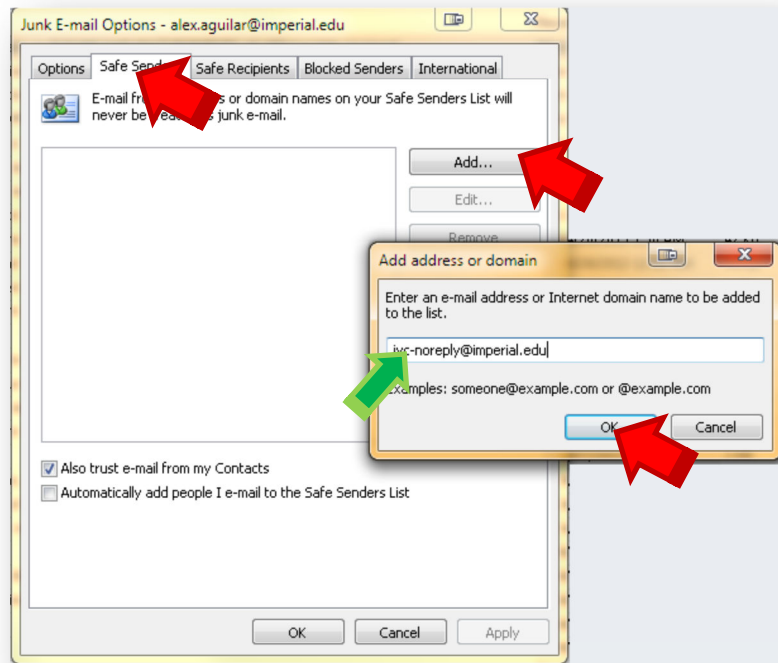 Junk E-mail Options - alex.aguilar@imperial.edu
Options Safe Safe Recipients Blocked Senders International
E-mail s or domain names on your Safe Senders List will
never be junk e-mail.
Add...
Edit...
Remove
Add address or domain
Enter an e-mail address or Internet domain name to be added
to the list.
ivc-noreply@imperial.edu
Examples: someone@example.com or @example.com
OK Cancel
Also trust e-mail from my Contacts
Automatically add people I e-mail to the Safe Senders List
OK Cancel Apply